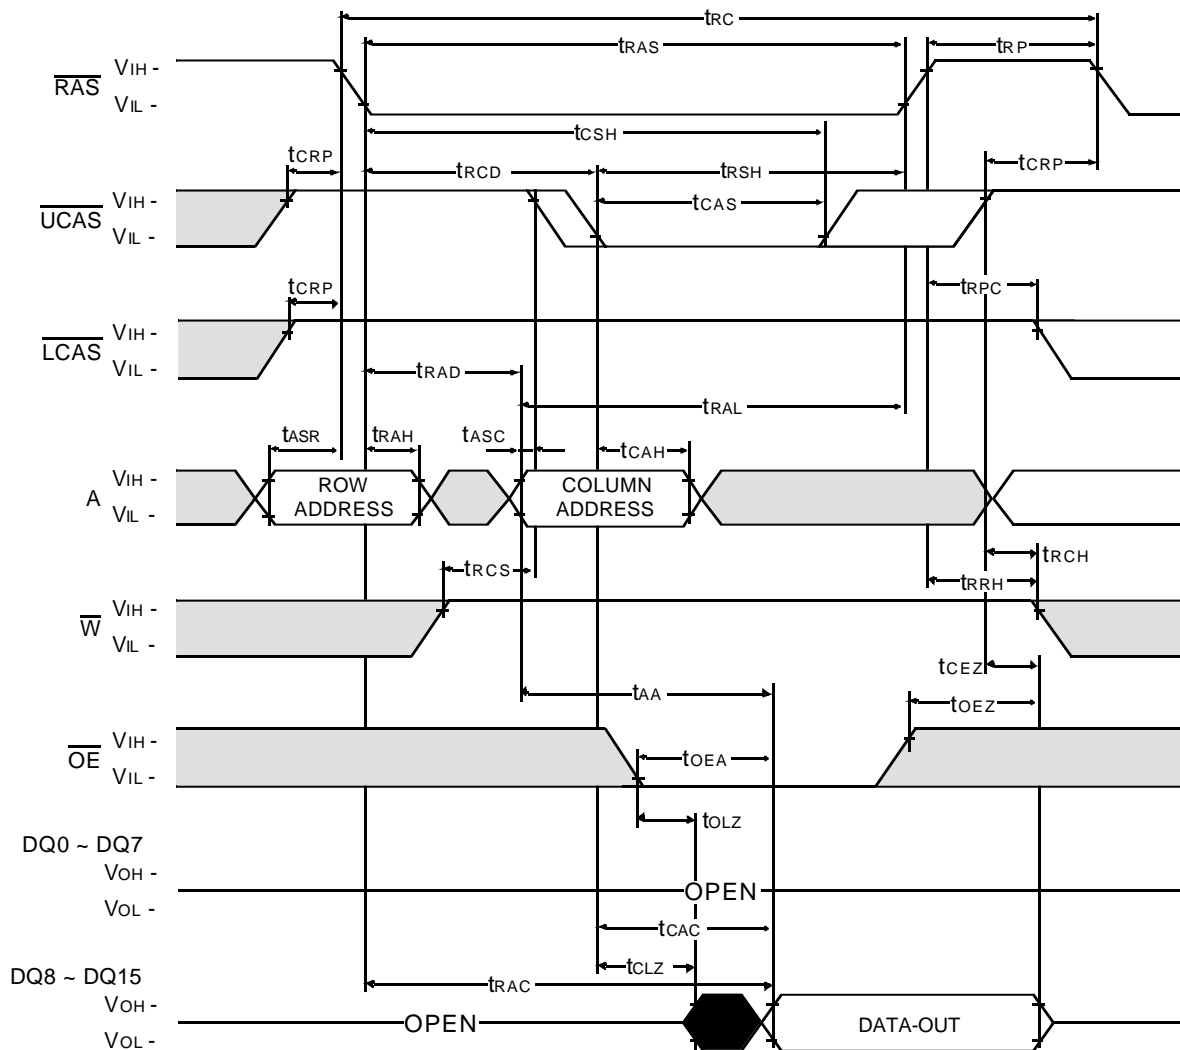 tRC
tRAS
tRP
RAS
VIH -
VIL -
tCSH
tCRP
tRCD
tRSH
tCRP
UCAS
VIH -
VIL -
tCAS
tCRP
tRPC
LCAS
VIH -
VIL -
tRAD
tRAL
tASR
tRAH
tASC
tCAH
A
VIH -
VIL -
ROW
ADDRESS
COLUMN
ADDRESS
tRCS
tRCH
tRRH
W
VIH -
VIL -
tCEZ
tAA
tOEZ
OE
VIH -
VIL -
tOEA
tOLZ
DQ0 ~ DQ7
VOH -
VOL -
OPEN
tCAC
tCLZ
DQ8 ~ DQ15
tRAC
VOH -
VOL -
OPEN
DATA-OUT